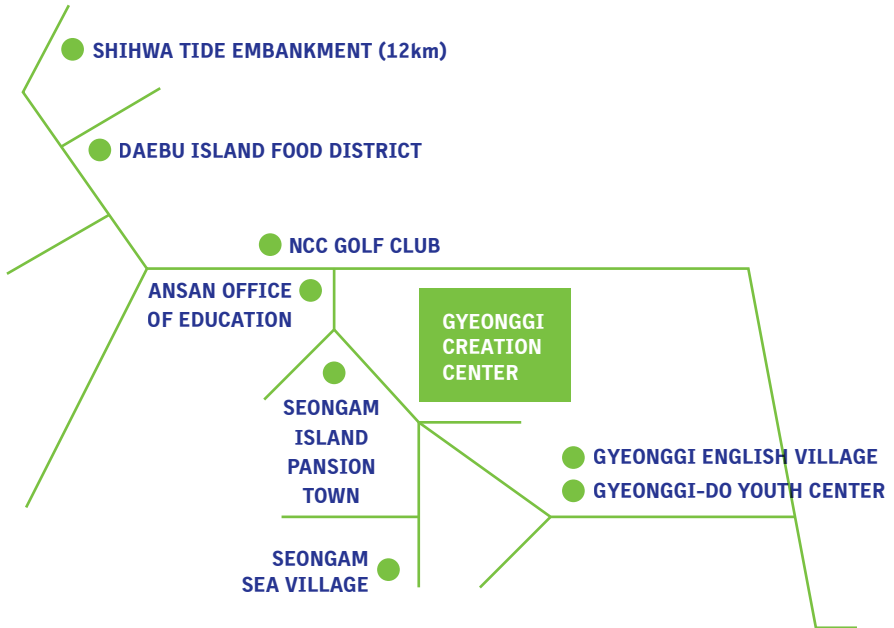 SHIHWA TIDE EMBANKMENT (12km)
DAEBU ISLAND FOOD DISTRICT
NCC GOLF CLUB
ANSAN OFFICE
OF EDUCATION
GYEONGGI
CREATION
CENTER
SEONGAM
ISLAND
PANSION
TOWN
GYEONGGI ENGLISH VILLAGE
GYEONGGI-DO YOUTH CENTER
SEONGAM
SEA VILLAGE